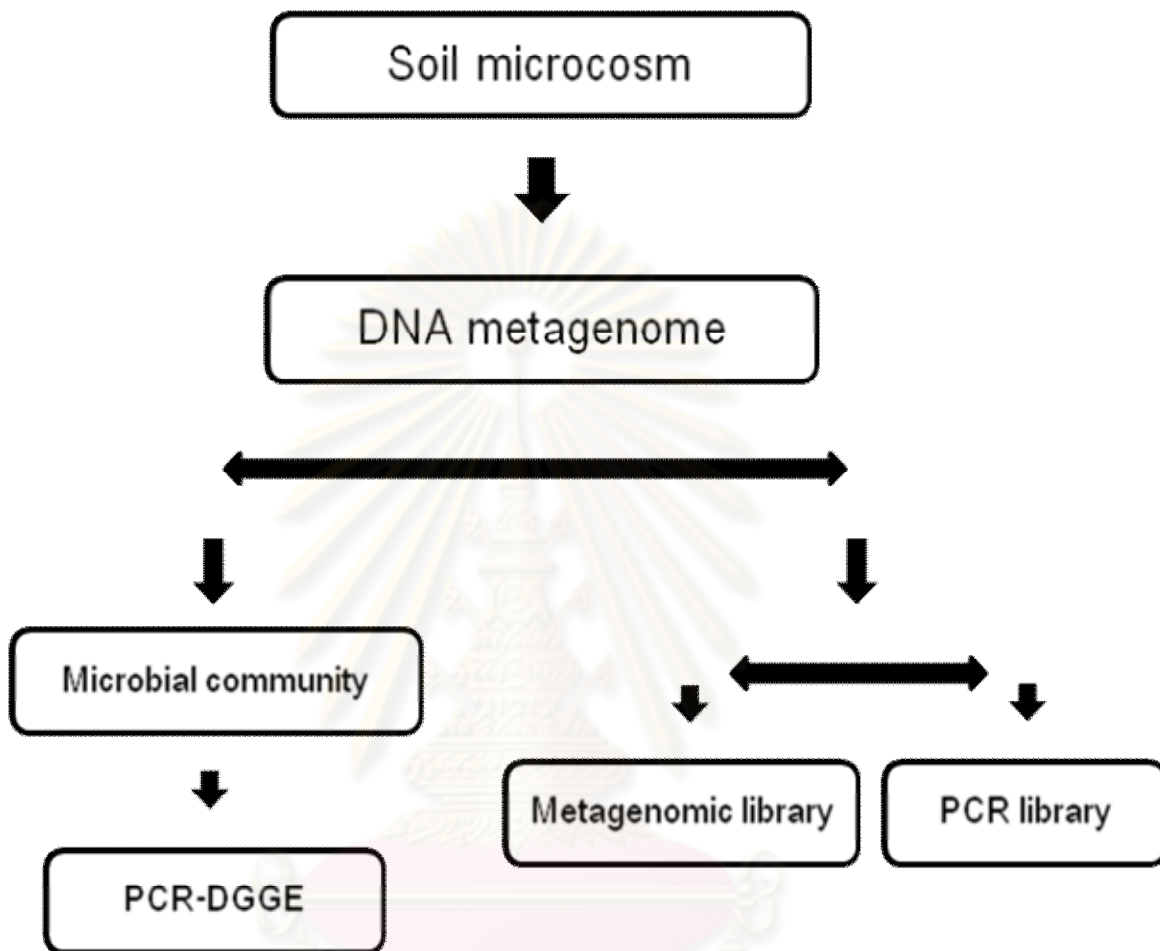 Soil microcosm
DNA metagenome
Microbial community
Metagenomic library
PCR library
PCR-DGGE